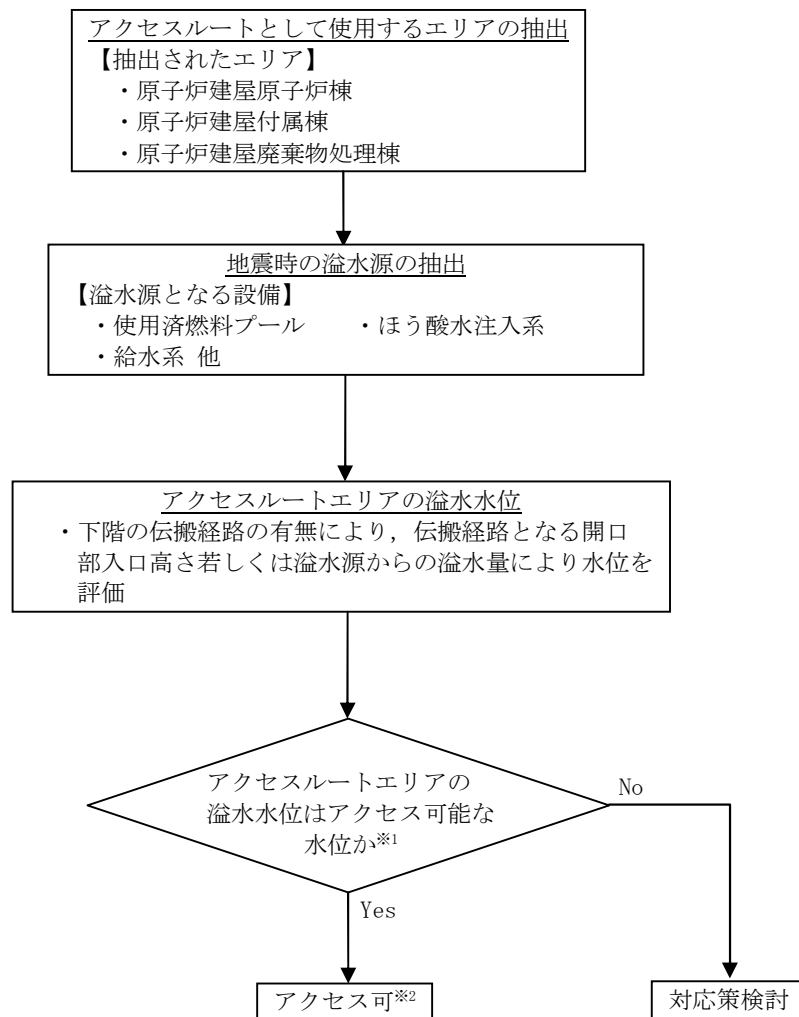 アクセスルートとして使用するエリアの抽出
【抽出されたエリア】
・原子炉建屋原子炉棟
・原子炉建屋付属棟
・原子炉建屋廃棄物処理棟
地震時の溢水源の抽出
【溢水源となる設備】
・使用済燃料プール ・ほう酸水注入系
・給水系 他
アクセスルートエリアの溢水水位
・下階の伝搬経路の有無により，伝搬経路となる開口
部入口高さ若しくは溢水源からの溢水量により水位を
評価
アクセスルートエリアの
溢水水位はアクセス可能な
水位か※1
No
Yes
アクセス可※2
対応策検討